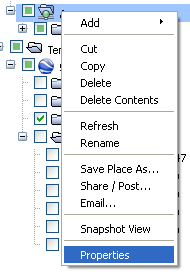 Add
Cut
Copy
Delete
Delete Contents
Refresh
Rename
Save Place As...
Share / Post...
Email...
Snapshot View
Properties